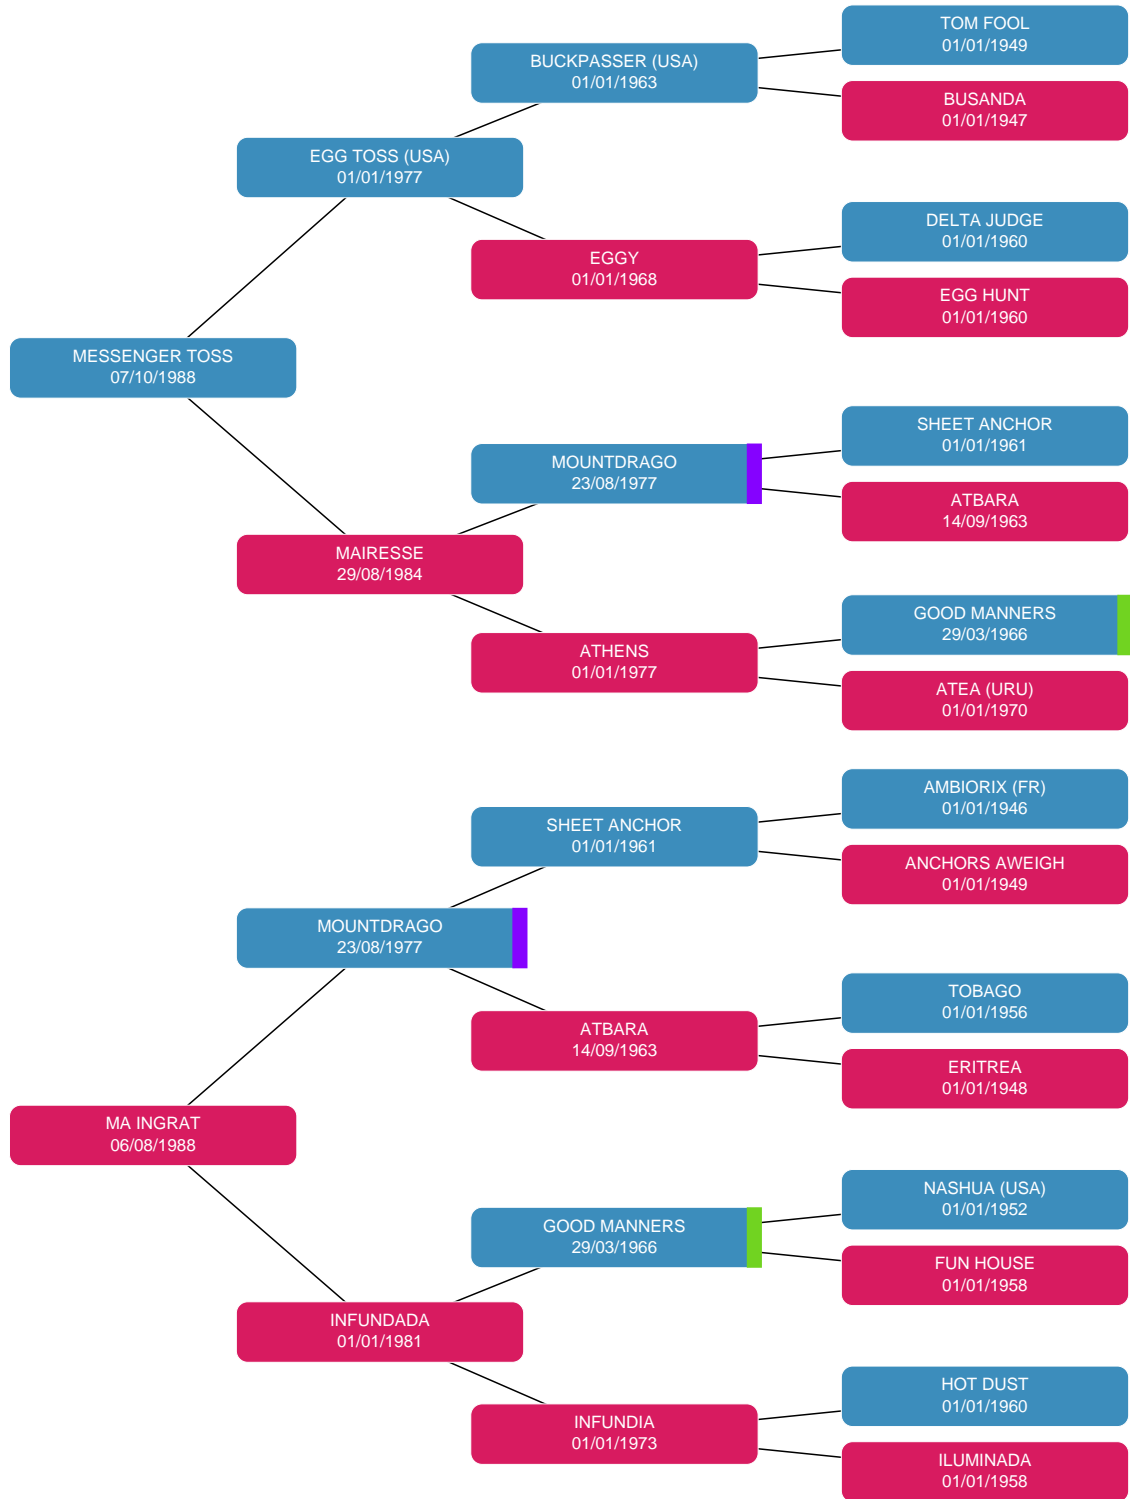 TOM FOOL
01/01/1949
BUCKPASSER (USA)
01/01/1963
BUSANDA
01/01/1947
EGG TOSS (USA)
01/01/1977
DELTA JUDGE
01/01/1960
EGGY
01/01/1968
EGG HUNT
01/01/1960
MESSENGER TOSS
07/10/1988
SHEET ANCHOR
01/01/1961
MOUNTDRAGO
23/08/1977
ATBARA
14/09/1963
MAIRESSE
29/08/1984
GOOD MANNERS
29/03/1966
ATHENS
01/01/1977
ATEA (URU)
01/01/1970
AMBIORIX (FR)
01/01/1946
SHEET ANCHOR
01/01/1961
ANCHORS AWEIGH
01/01/1949
MOUNTDRAGO
23/08/1977
TOBAGO
01/01/1956
ATBARA
14/09/1963
ERITREA
01/01/1948
MA INGRAT
06/08/1988
NASHUA (USA)
01/01/1952
GOOD MANNERS
29/03/1966
FUN HOUSE
01/01/1958
INFUNDADA
01/01/1981
HOT DUST
01/01/1960
INFUNDIA
01/01/1973
ILUMINADA
01/01/1958